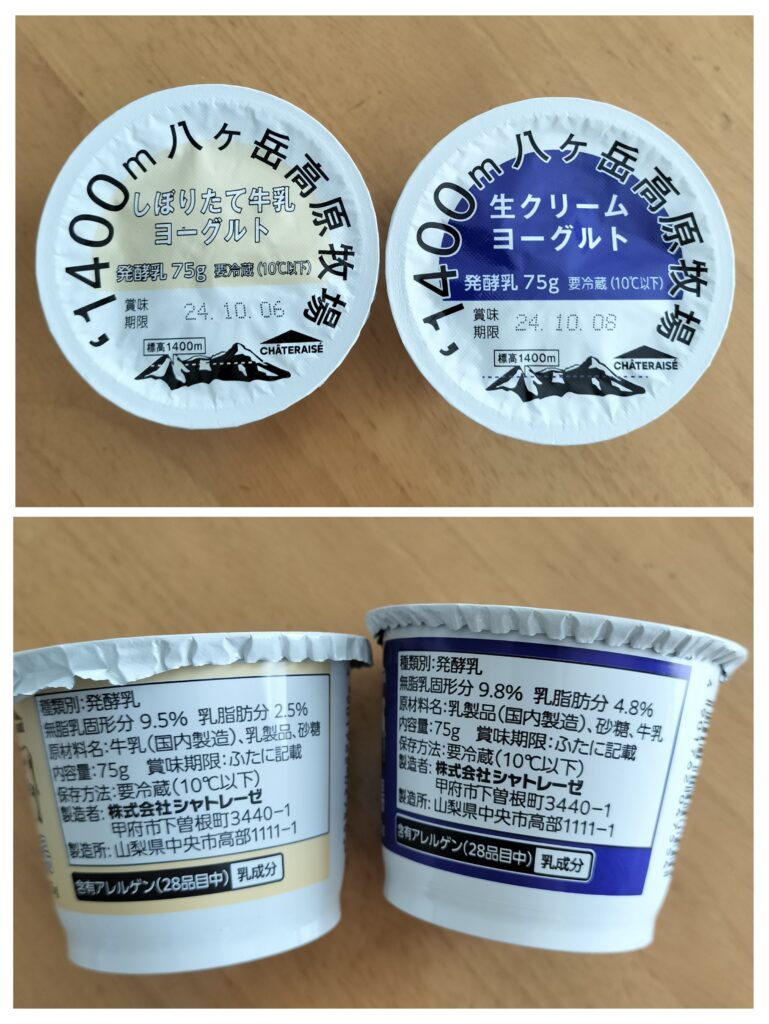 ,1400m八ヶ岳高原牧場
しぼりたて牛乳
ヨーグルト
発酵乳 75g 要冷蔵(10℃以下)
賞味
期限
24.10.06
標高1400m
CHÂTERAISÉ
,1400m八ヶ岳高原牧場
生クリーム
ヨーグルト
発酵乳 75g 要冷蔵(10℃以下)
賞味
期限
24.10.08
標高1400m
CHÂTERAISÉ
種類別:発酵乳
無脂乳固形分 9.5% 乳脂肪分 2.5%
原材料名:牛乳(国内製造)、乳製品、砂糖
内容量:75g 賞味期限:ふたに記載
保存方法:要冷蔵(10℃以下)
製造者:株式会社シャトレーゼ
甲府市下曽根町3440-1
製造所:山梨県中央市高部1111-1
含有アレルゲン(28品目中) 乳成分
種類別:発酵乳
無脂乳固形分 9.8% 乳脂肪分 4.8%
原材料名:乳製品(国内製造)、砂糖、牛乳
内容量:75g 賞味期限:ふたに記載
保存方法:要冷蔵(10℃以下)
製造者:株式会社シャトレーゼ
甲府市下曽根町3440-1
製造所:山梨県中央市高部1111-1
含有アレルゲン(28品目中) 乳成分